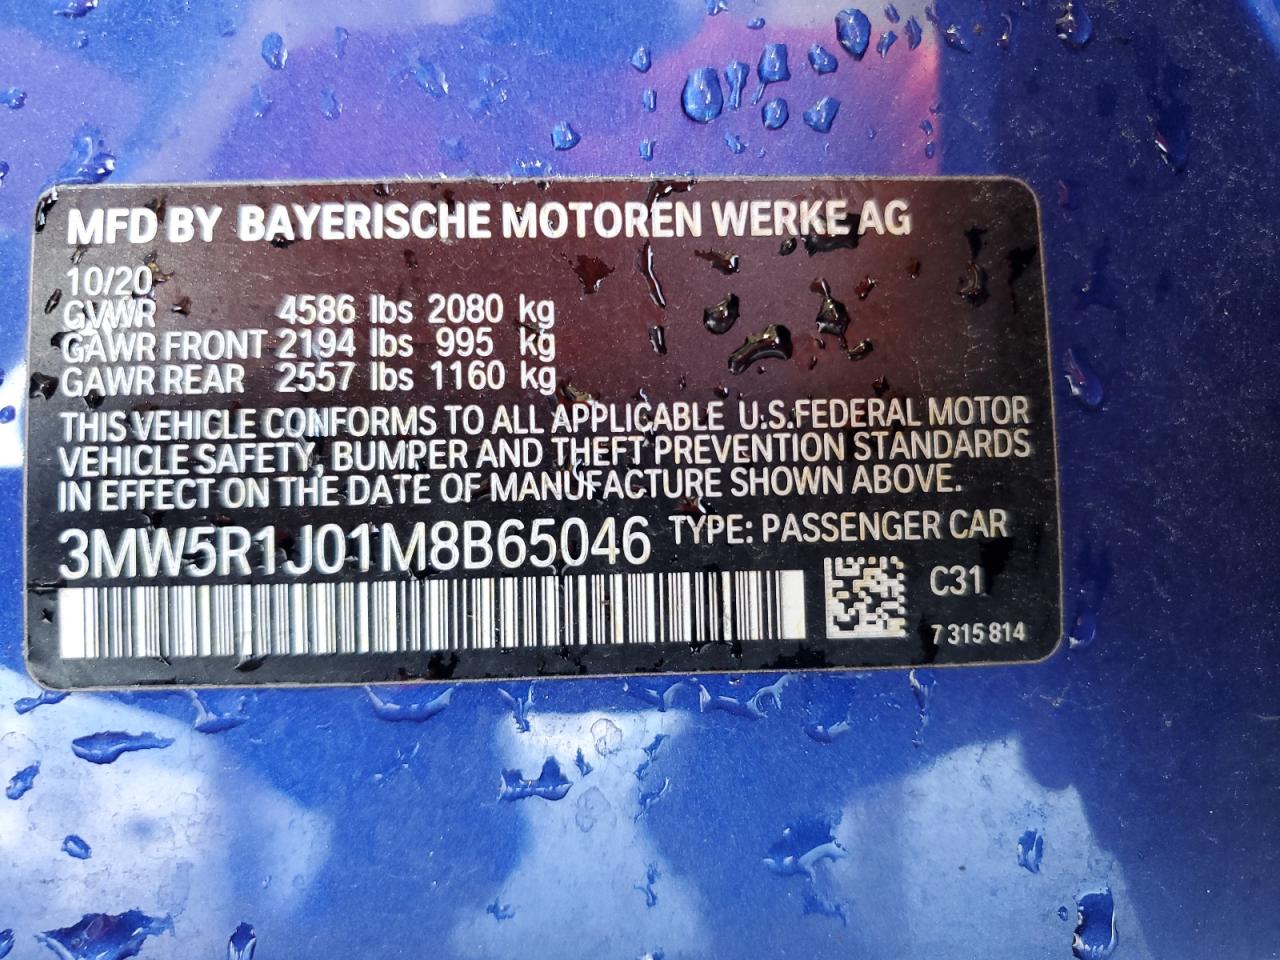 MFD BY BAYERISCHE MOTOREN WERKE AG
10/20
GVWR 4586 lbs 2080 kg
GAWR FRONT 2194 lbs 995 kg
GAWR REAR 2557 lbs 1160 kg
THIS VEHICLE CONFORMS TO ALL APPLICABLE U.S.FEDERAL MOTOR
VEHICLE SAFETY, BUMPER AND THEFT PREVENTION STANDARDS
IN EFFECT ON THE DATE OF MANUFACTURE SHOWN ABOVE.
3MW5R1J01M8B65046 TYPE: PASSENGER CAR
C31
7 315 814